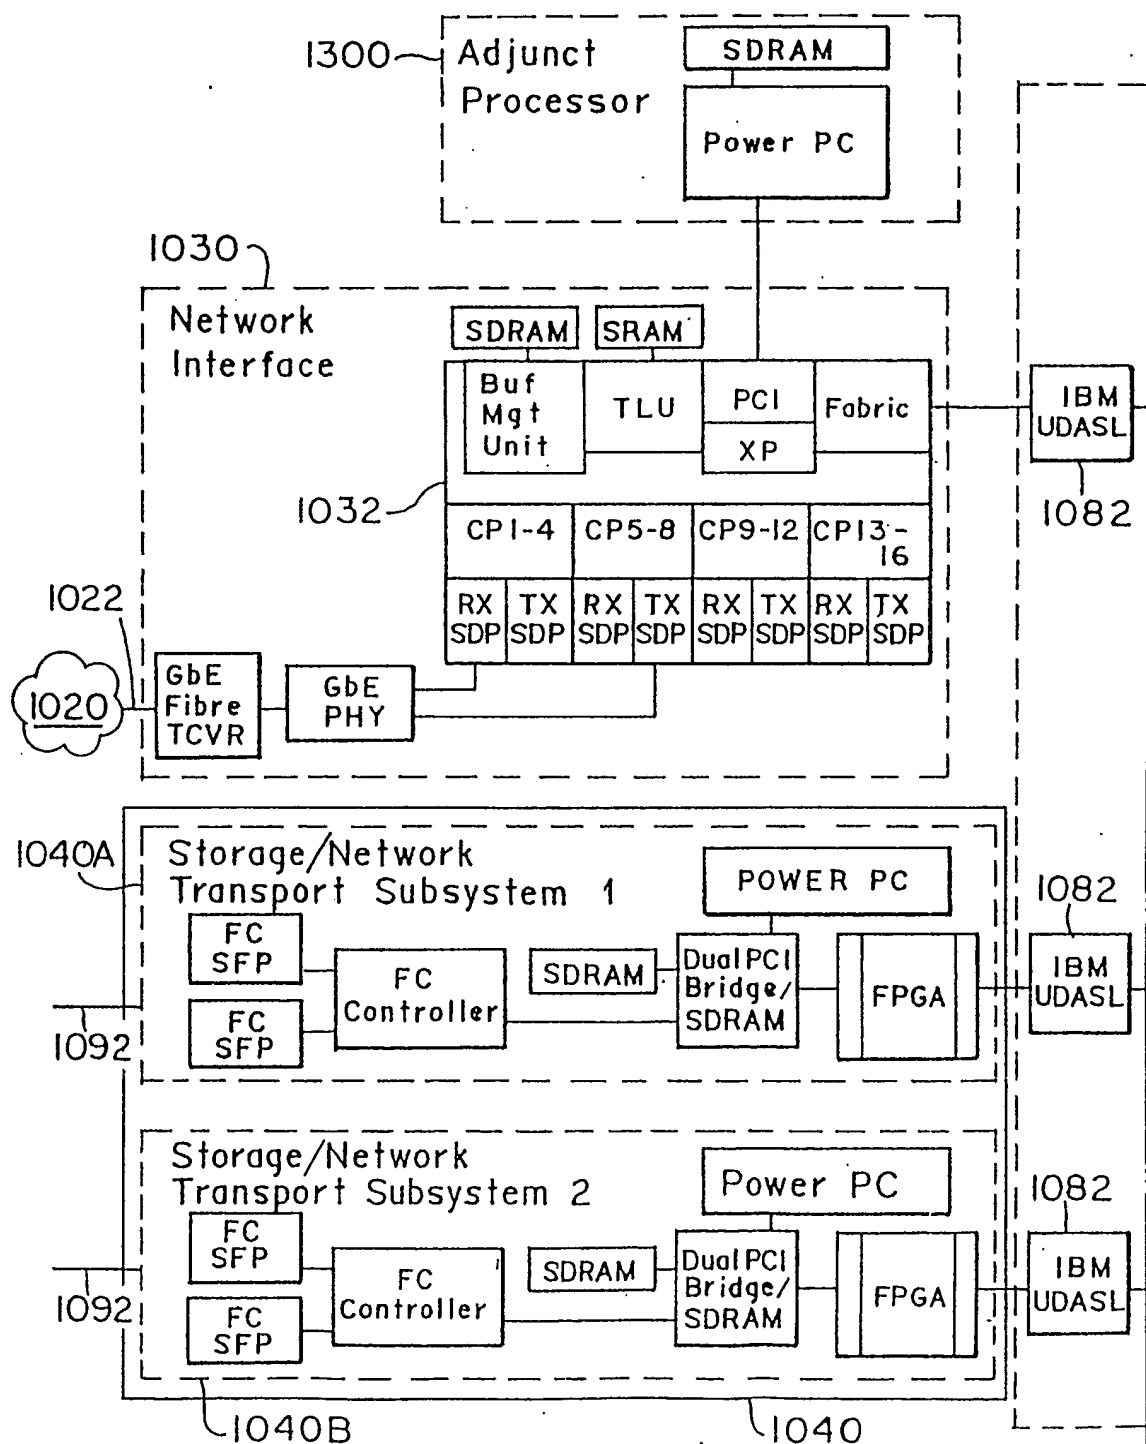 1300
Adjunct
Processor
SDRAM
Power PC
1030
Network
Interface
SDRAM
SRAM
Buf
Mgt
Unit
TLU
PCI
XP
Fabric
IBM
UDASL
1082
1032
CP1-4
CP5-8
CP9-12
CP13-
16
RX
SDP
TX
SDP
RX
SDP
TX
SDP
RX
SDP
TX
SDP
RX
SDP
TX
SDP
1022
1020
GbE
Fibre
TCVR
GbE
PHY
1040A
Storage/Network
Transport Subsystem 1
POWER PC
FC
SFP
FC
SFP
FC
Controller
SDRAM
Dual PCI
Bridge/
SDRAM
FPGA
1082
IBM
UDASL
1092
Storage/Network
Transport Subsystem 2
Power PC
FC
SFP
FC
SFP
FC
Controller
SDRAM
Dual PCI
Bridge/
SDRAM
FPGA
1082
IBM
UDASL
1092
1040B
1040